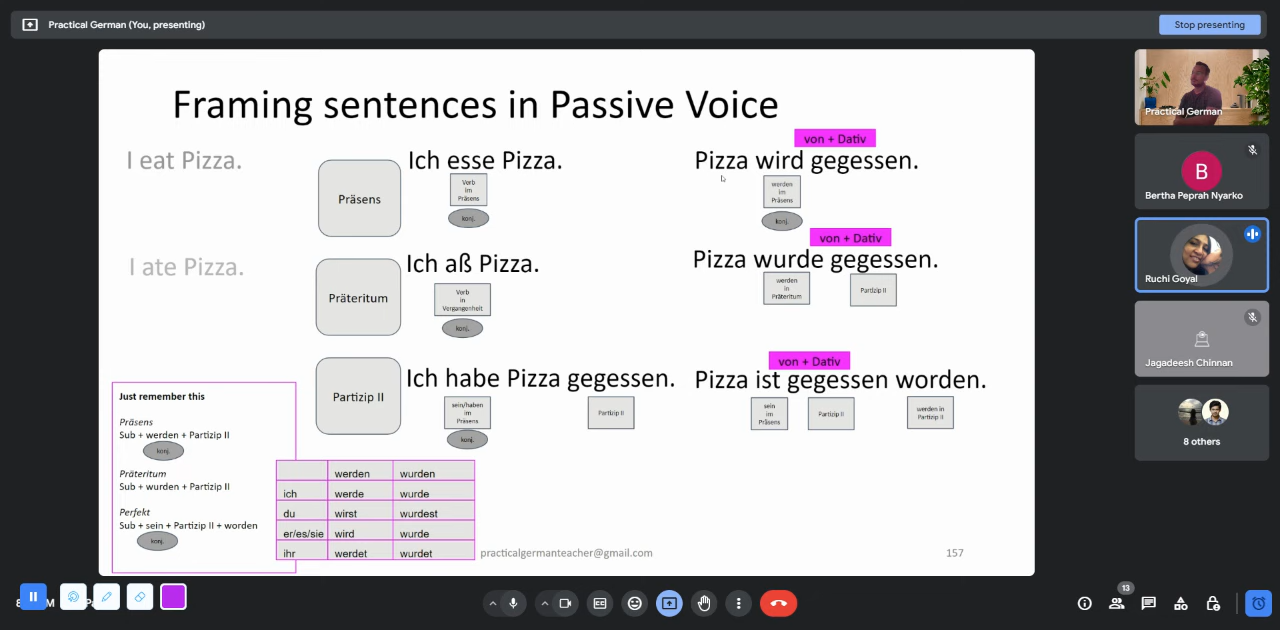 Practical German (You, presenting)
Stop presenting
Framing sentences in Passive Voice
I eat Pizza.
Präsens
Ich esse Pizza.
Verb
im
Präsens
konj.
von + Dativ
Pizza wird gegessen.
werden
im
Präsens
konj.
I ate Pizza.
Präteritum
Ich aß Pizza.
Verb
in
Vergangenheit
konj.
von + Dativ
Pizza wurde gegessen.
werden
in
Präteritum
Partizip II
Partizip II
Ich habe Pizza gegessen.
sein/haben
im
Präsens
konj.
Partizip II
von + Dativ
Pizza ist gegessen worden.
sein
im
Präsens
Partizip II
werden in
Partizip II
Just remember this
Präsens
Sub + werden + Partizip II
konj.
Präteritum
Sub + wurden + Partizip II
Perfekt
Sub + sein + Partizip II + worden
konj.
werden wurden
ich werde wurde
du wirst wurdest
er/es/sie wird wurde
ihr werdet wurdet
practicalgermanteacher@gmail.com
157
Practical German
B
Bertha Peprah Nyarko
Ruchi Goyal
Jagadeesh Chinnan
8 others
13